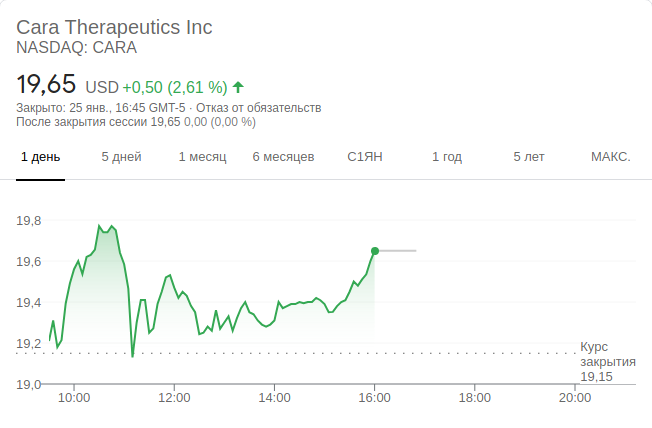 Cara Therapeutics Inc
NASDAQ: CARA
19,65 USD +0,50 (2,61 %)
Закрыто: 25 янв., 16:45 GMT-5 · Отказ от обязательств
После закрытия сессии 19,65 0,00 (0,00 %)
1 день 5 дней 1 месяц 6 месяцев С1ЯН 1 год 5 лет МАКС.
19,8
19,6
19,4
19,2
19,0
Курс
закрытия
19,15
10:00 12:00 14:00 16:00 18:00 20:00